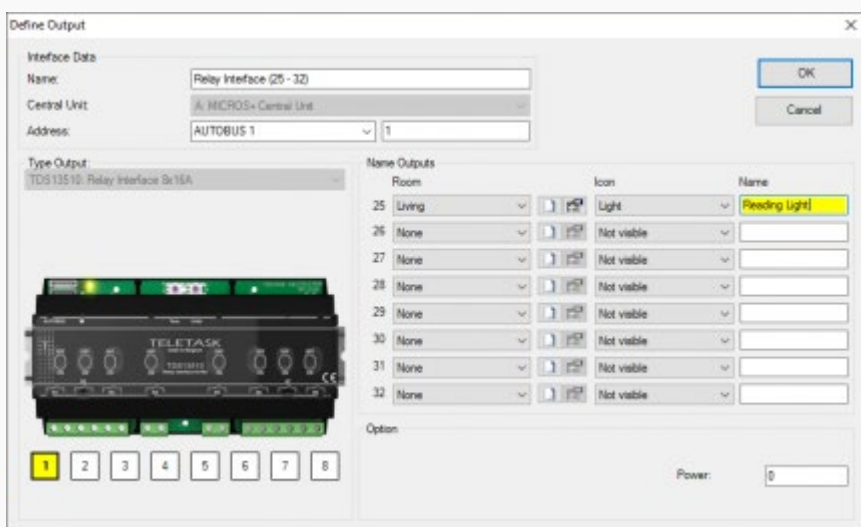 Define Output
Interface Data
Name: Relay Interface (25 - 32)
Central Unit: A: MICROS+ Central Unit
Address: AUTOBUS 1 1
OK
Cancel
Type Output:
TDS13510: Relay Interface 8x16A
TELETASK
TDS13510
CE
1 2 3 4 5 6 7 8
Name Outputs
Room Icon Name
25 Living Light Reading Light
26 None Not visible
27 None Not visible
28 None Not visible
29 None Not visible
30 None Not visible
31 None Not visible
32 None Not visible
Option
Power: 0